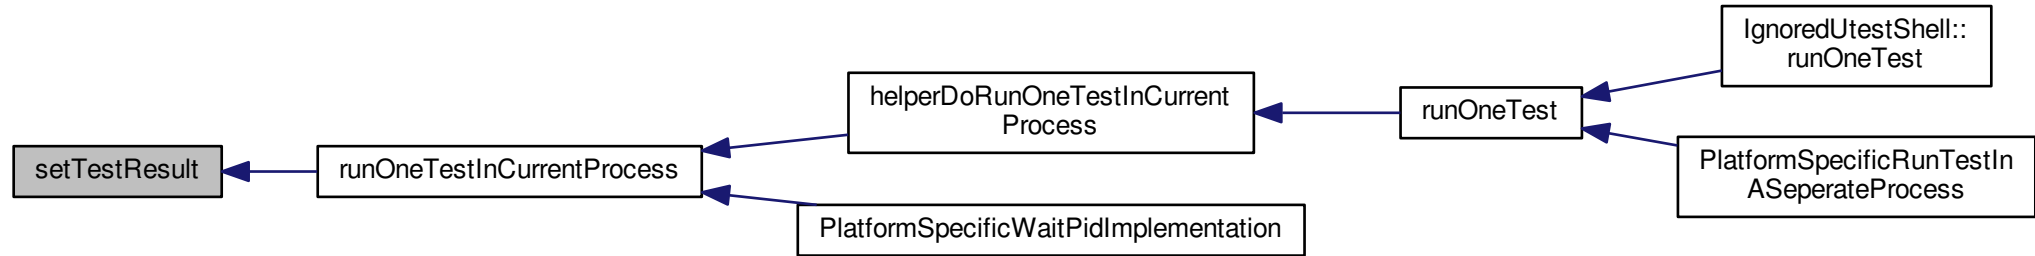 setTestResult
runOneTestInCurrentProcess
helperDoRunOneTestInCurrent
Process
PlatformSpecificWaitPidImplementation
runOneTest
IgnoredUtestShell::
runOneTest
PlatformSpecificRunTestIn
ASeperateProcess